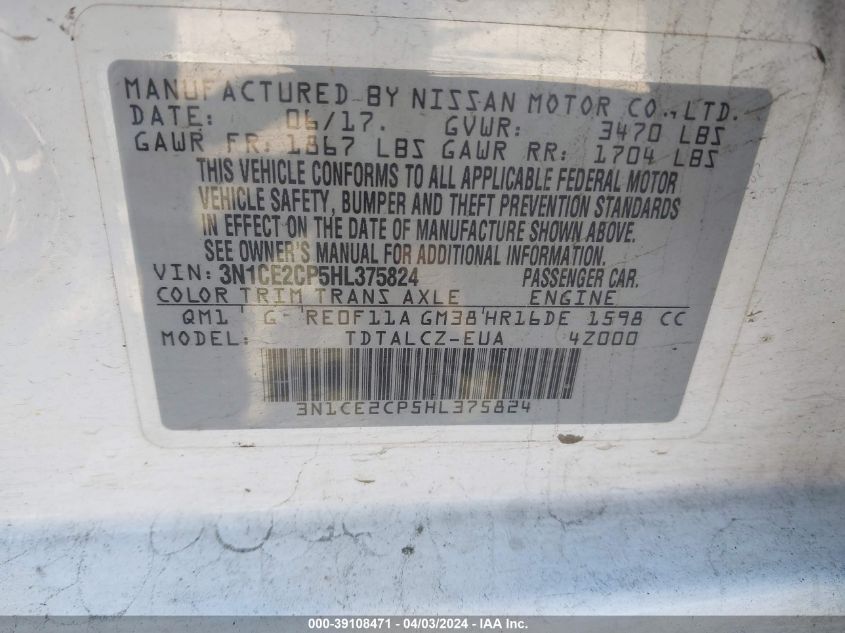 MANUFACTURED BY NISSAN MOTOR CO., LTD.
DATE: 06/17. GVWR: 3470 LBS
GAWR FR: 1867 LBS GAWR RR: 1704 LBS
THIS VEHICLE CONFORMS TO ALL APPLICABLE FEDERAL MOTOR
VEHICLE SAFETY, BUMPER AND THEFT PREVENTION STANDARDS
IN EFFECT ON THE DATE OF MANUFACTURE SHOWN ABOVE.
SEE OWNER'S MANUAL FOR ADDITIONAL INFORMATION.
VIN: 3N1CE2CP5HL375824 PASSENGER CAR.
COLOR TRIM TRANS AXLE ENGINE
QM1 G- RE0F11A GM38 HR16DE 1598 CC
MODEL: TDTALCZ-EUA 4Z000
3N1CE2CP5HL375824
000-39108471 - 04/03/2024 - IAA Inc.